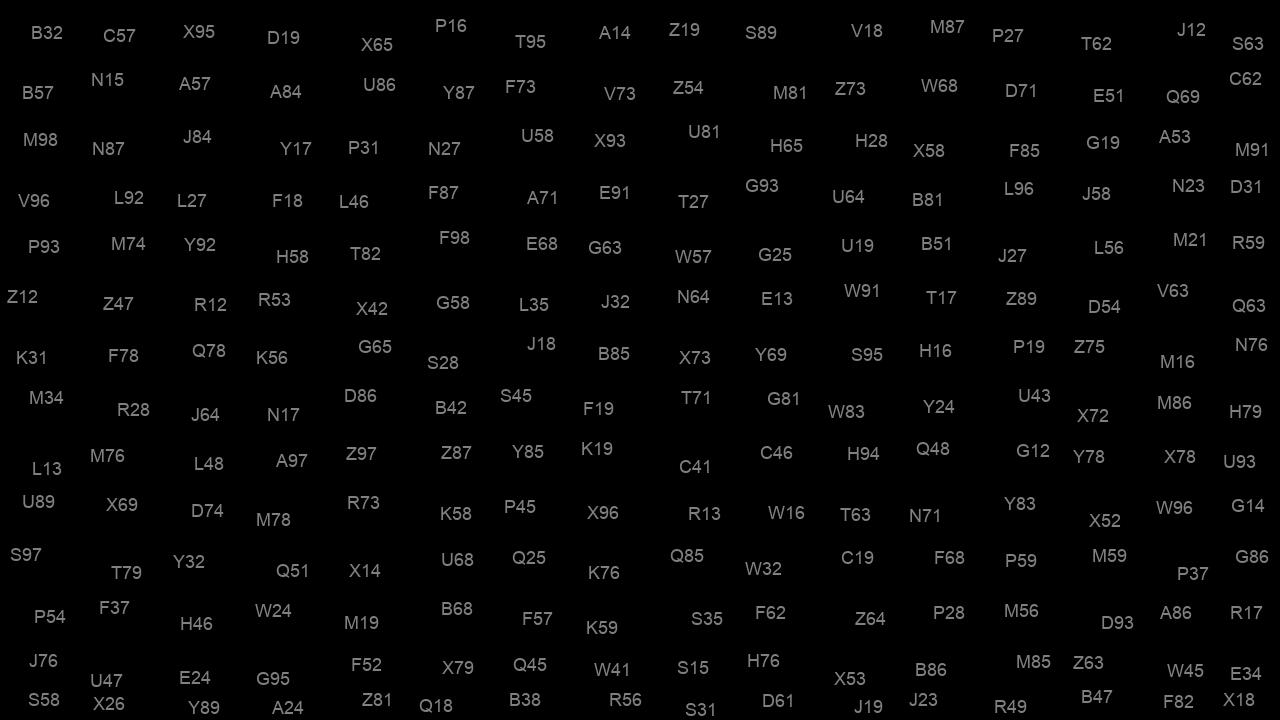 B32 C57 X95 D19 X65 P16 T95 A14 Z19 S89 V18 M87 P27 T62 J12 S63
B57 N15 A57 A84 U86 Y87 F73 V73 Z54 M81 Z73 W68 D71 E51 Q69 C62
M98 N87 J84 Y17 P31 N27 U58 X93 U81 H65 H28 X58 F85 G19 A53 M91
V96 L92 L27 F18 L46 F87 A71 E91 T27 G93 U64 B81 L96 J58 N23 D31
P93 M74 Y92 H58 T82 F98 E68 G63 W57 G25 U19 B51 J27 L56 M21 R59
Z12 Z47 R12 R53 X42 G58 L35 J32 N64 E13 W91 T17 Z89 D54 V63 Q63
K31 F78 Q78 K56 G65 S28 J18 B85 X73 Y69 S95 H16 P19 Z75 M16 N76
M34 R28 J64 N17 D86 B42 S45 F19 T71 G81 W83 Y24 U43 X72 M86 H79
L13 M76 L48 A97 Z97 Z87 Y85 K19 C41 C46 H94 Q48 G12 Y78 X78 U93
U89 X69 D74 M78 R73 K58 P45 X96 R13 W16 T63 N71 Y83 X52 W96 G14
S97 T79 Y32 Q51 X14 U68 Q25 K76 Q85 W32 C19 F68 P59 M59 P37 G86
P54 F37 H46 W24 M19 B68 F57 K59 S35 F62 Z64 P28 M56 D93 A86 R17
J76 U47 E24 G95 F52 X79 Q45 W41 S15 H76 X53 B86 M85 Z63 W45 E34
S58 X26 Y89 A24 Z81 Q18 B38 R56 S31 D61 J19 J23 R49 B47 F82 X18